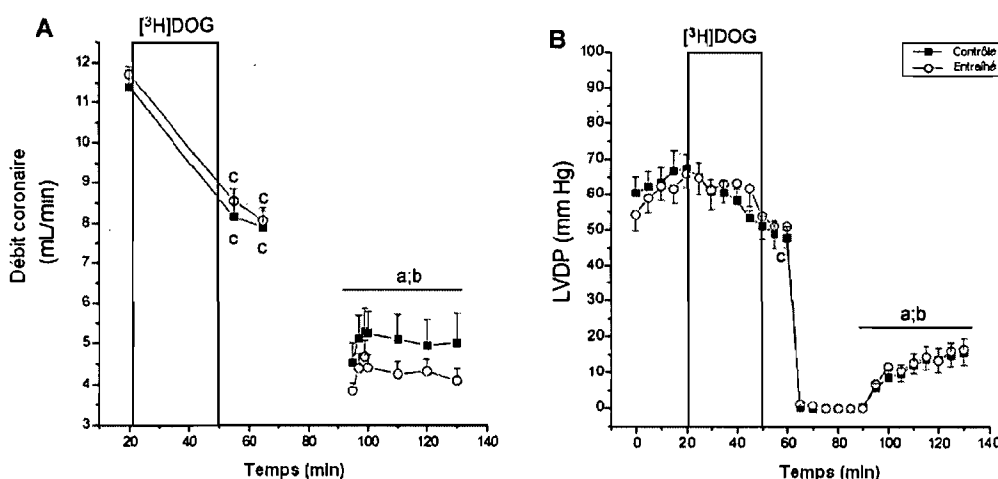 A
[³H]DOG
Débit coronaire
(mL/min)
12
11
10
9
8
7
6
5
4
3
c
c
c
c
a;b
20
40
60
80
100
120
140
Temps (min)
B
[³H]DOG
Contrôle
Entraîné
LVDP (mm Hg)
100
90
80
70
60
50
40
30
20
10
0
c
a;b
0
20
40
60
80
100
120
140
Temps (min)